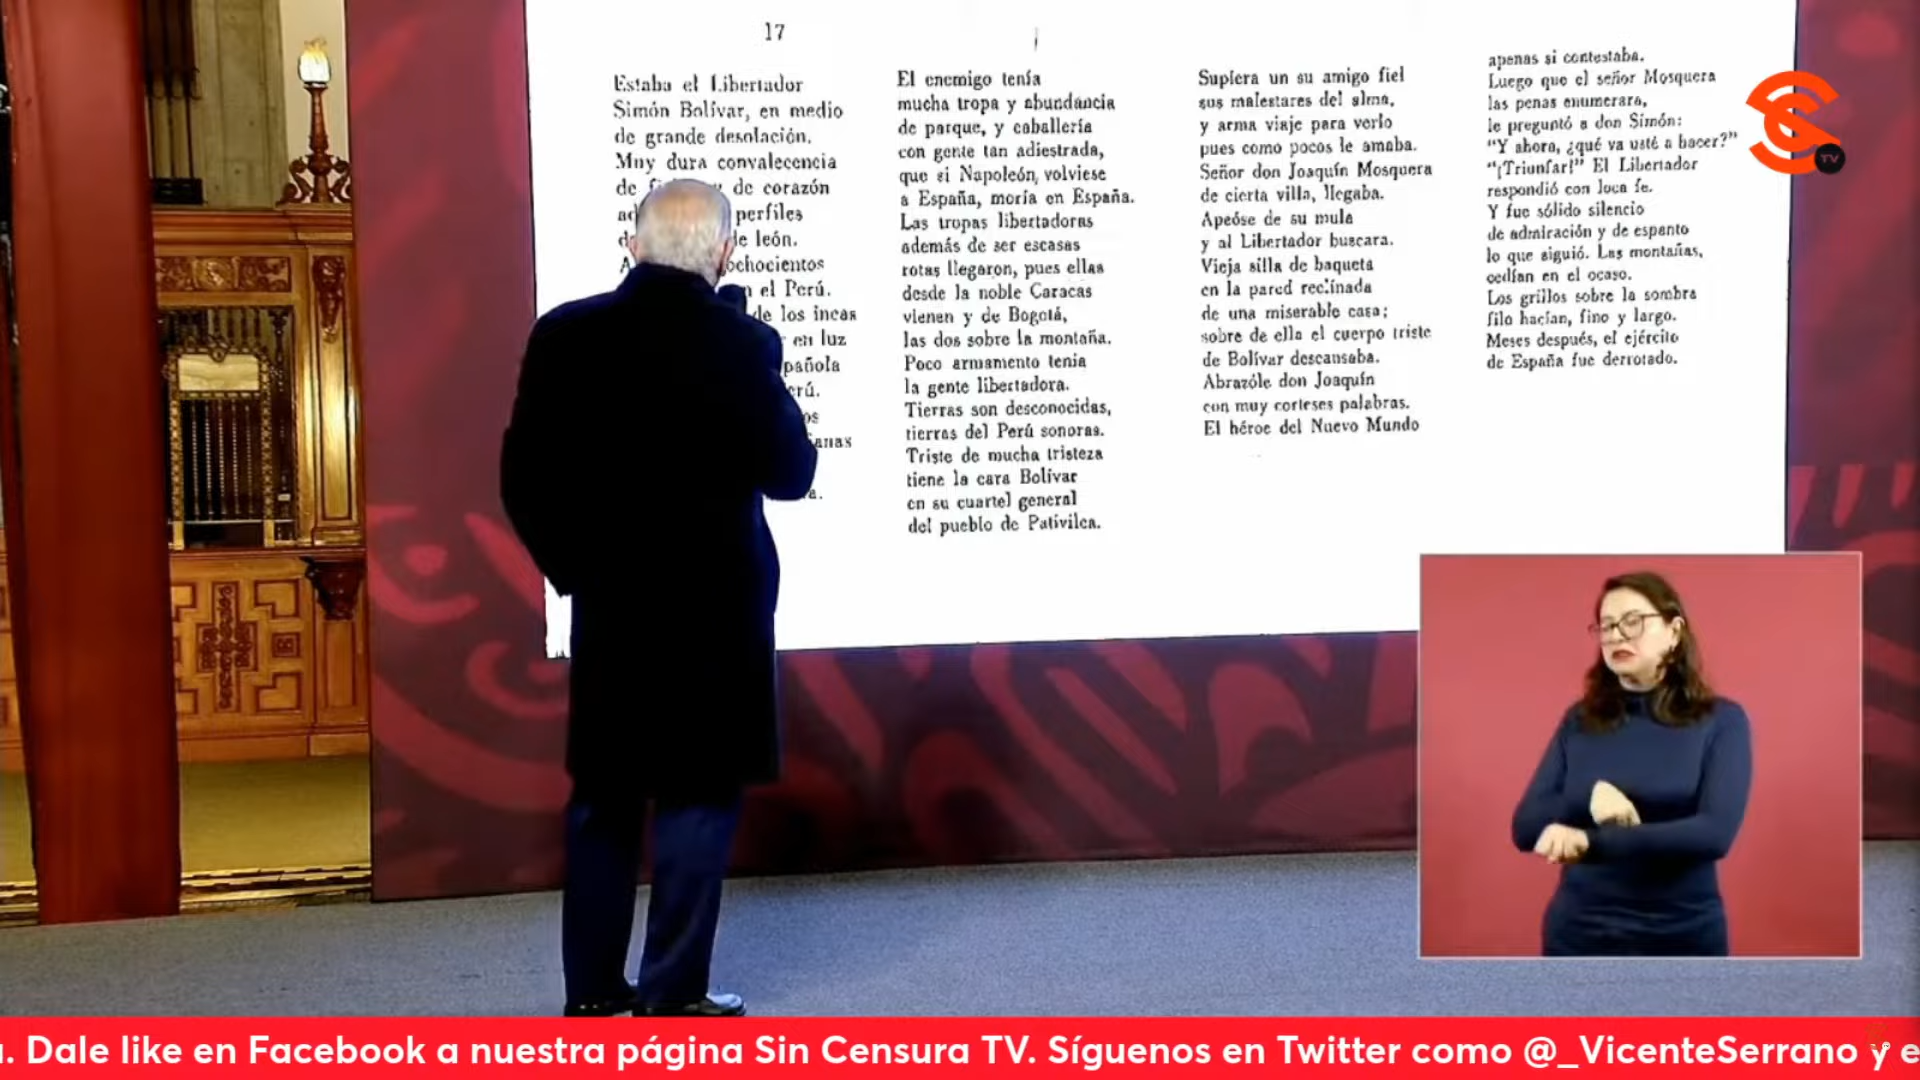 17
Estaba el Libertador
Simón Bolívar, en medio
de grande desolación.
Muy dura convalecencia
de de corazón
perfiles
de león.
ochocientos
el Perú.
de los incas
en luz
El enemigo tenía
mucha tropa y abundancia
de parque, y caballería
con gente tan adiestrada,
que si Napoleón, volviese
a España, moría en España.
Las tropas libertadoras
además de ser escasas
rotas llegaron, pues ellas
desde la noble Caracas
vienen y de Bogotá,
las dos sobre la montaña.
Poco armamento tenía
la gente libertadora.
Tierras son desconocidas,
tierras del Perú sonoras.
Triste de mucha tristeza
tiene la cara Bolívar
en su cuartel general
del pueblo de Pativilca.
Supiera un su amigo fiel
sus malestares del alma,
y arma viaje para verlo
pues como pocos le amaba.
Señor don Joaquín Mosquera
de cierta villa, llegaba.
Apeóse de su mula
y al Libertador buscara.
Vieja silla de baqueta
en la pared reclinada
de una miserable casa;
sobre de ella el cuerpo triste
de Bolívar descansaba.
Abrazóle don Joaquín
con muy corteses palabras.
El héroe del Nuevo Mundo
apenas si contestaba.
Luego que el señor Mosquera
las penas enumerara,
le preguntó a don Simón:
“Y ahora, ¿qué va usté a hacer?”
“¡Triunfar!” El Libertador
respondió con loca fe.
Y fue sólido silencio
de admiración y de espanto
lo que siguió. Las montañas,
cedían en el ocaso.
Los grillos sobre la sombra
filo hacían, fino y largo.
Meses después, el ejército
de España fue derrotado.
TV
. Dale like en Facebook a nuestra página Sin Censura TV. Síguenos en Twitter como @_VicenteSerrano y e